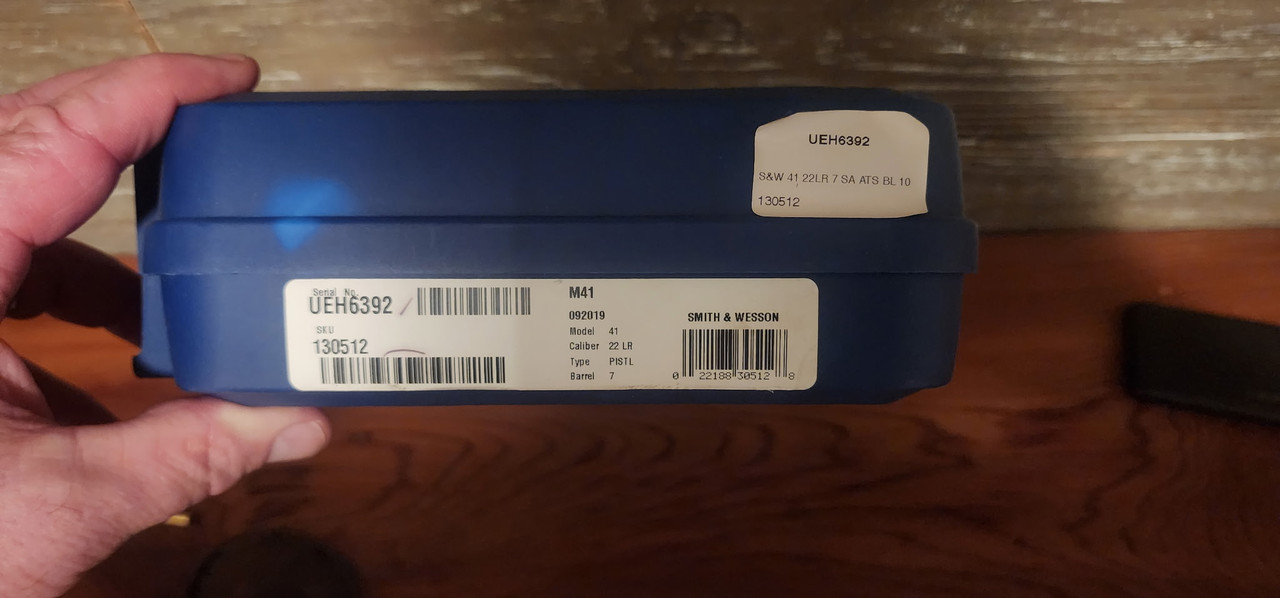 UEH6392
S&W 41 22LR 7 SA ATS BL 10
130512
Serial No.
UEH6392
SKU
130512
M41
092019
Model 41
Caliber 22 LR
Type PISTL
Barrel 7
SMITH & WESSON
0 22188 30512 8